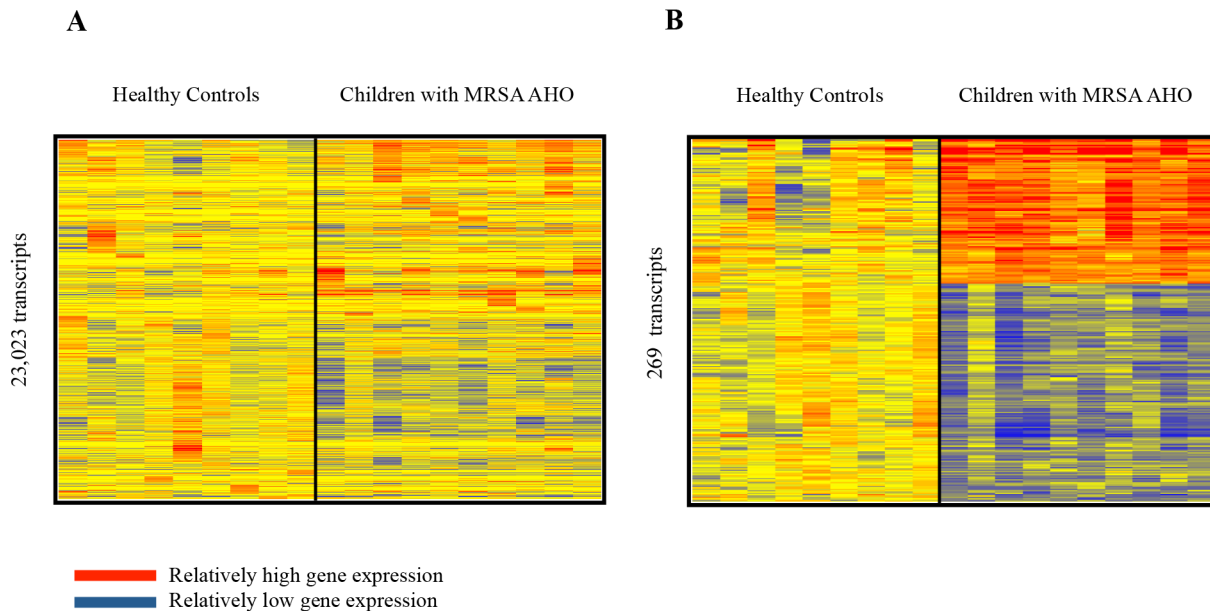 A
B
Healthy Controls
Children with MRSA AHO
Healthy Controls
Children with MRSA AHO
23,023 transcripts
269 transcripts
Relatively high gene expression
Relatively low gene expression